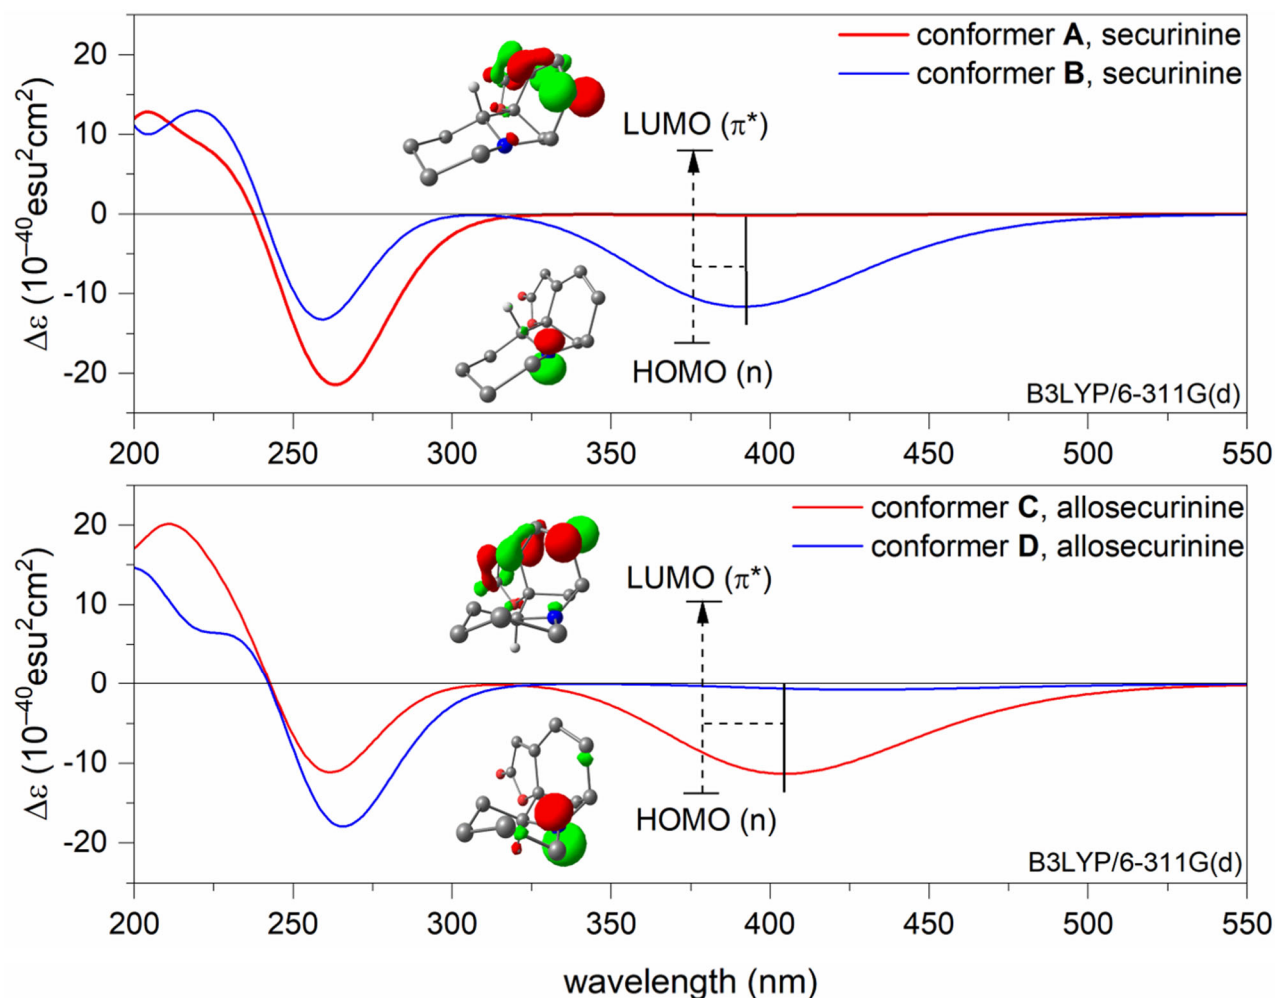 conformer A, securinine
conformer B, securinine
Δε (10⁻⁴⁰esu²cm²)
20
10
0
-10
-20
LUMO (π*)
HOMO (n)
B3LYP/6-311G(d)
200 250 300 350 400 450 500 550
conformer C, allosecurinine
conformer D, allosecurinine
Δε (10⁻⁴⁰esu²cm²)
20
10
0
-10
-20
LUMO (π*)
HOMO (n)
B3LYP/6-311G(d)
200 250 300 350 400 450 500 550
wavelength (nm)